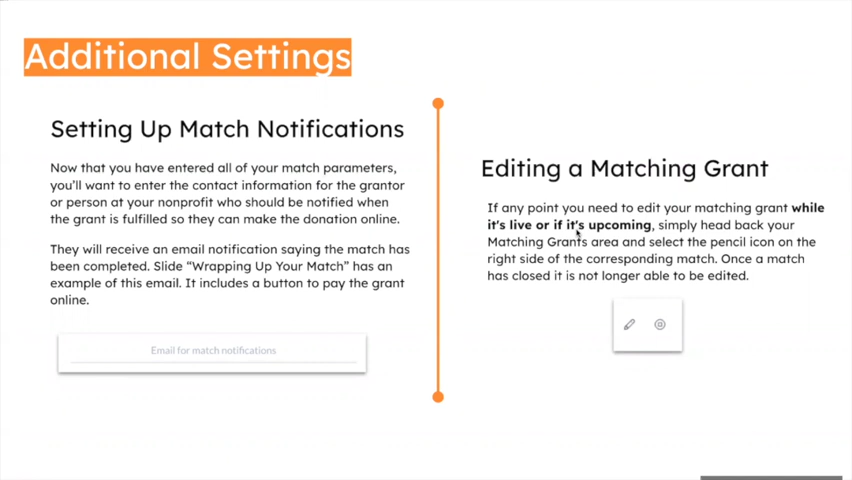 Additional Settings
Setting Up Match Notifications
Now that you have entered all of your match parameters,
you'll want to enter the contact information for the grantor
or person at your nonprofit who should be notified when
the grant is fulfilled so they can make the donation online.
They will receive an email notification saying the match has
been completed. Slide “Wrapping Up Your Match” has an
example of this email. It includes a button to pay the grant
online.
Email for match notifications
Editing a Matching Grant
If any point you need to edit your matching grant while
it's live or if it's upcoming, simply head back your
Matching Grants area and select the pencil icon on the
right side of the corresponding match. Once a match
has closed it is not longer able to be edited.